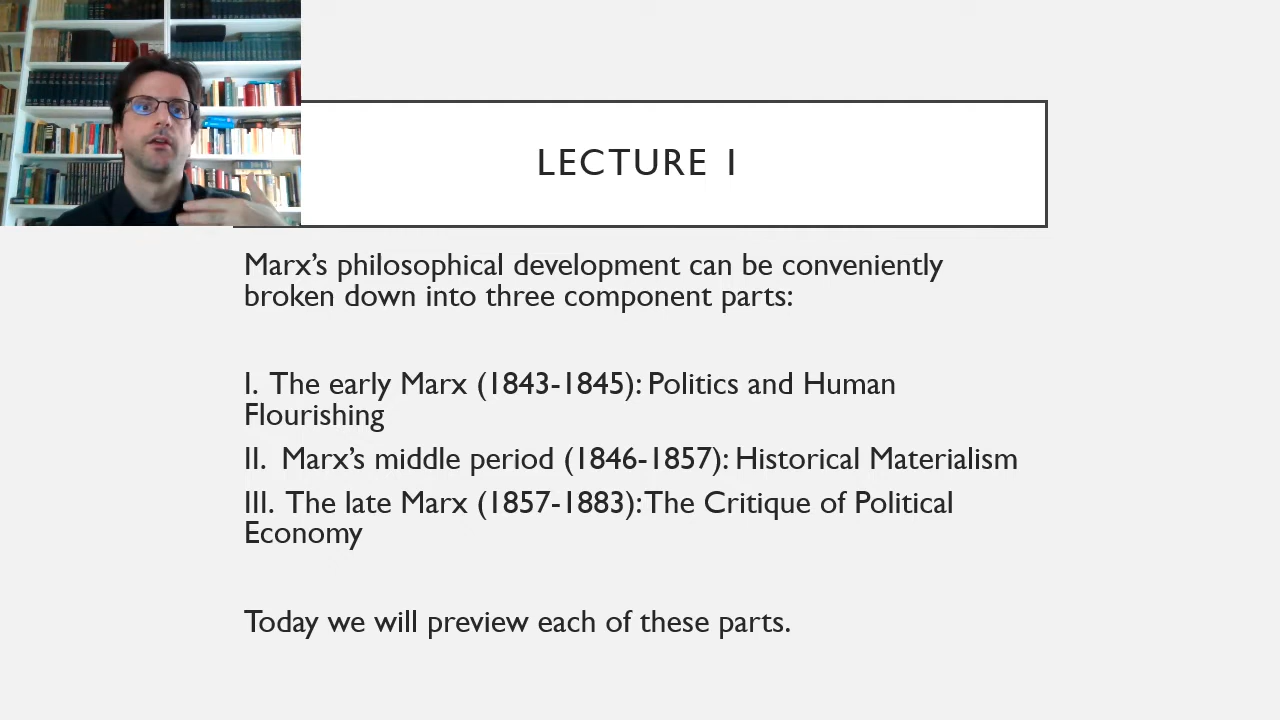 LECTURE I
Marx’s philosophical development can be conveniently
broken down into three component parts:
I. The early Marx (1843-1845): Politics and Human
Flourishing
II. Marx’s middle period (1846-1857): Historical Materialism
III. The late Marx (1857-1883): The Critique of Political
Economy
Today we will preview each of these parts.